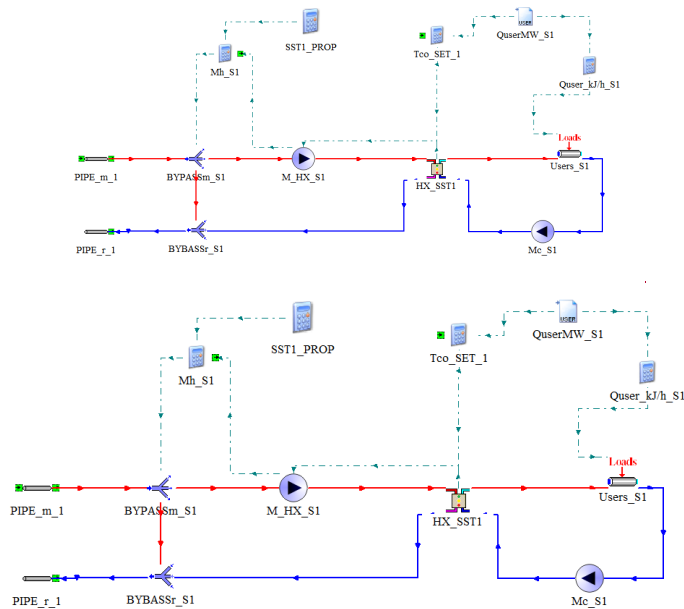 SST1_PROP
QuserMW_S1
Mh_S1
Tco_SET_1
Quser_kJ/h_S1
Loads
PIPE_m_1
BYPASSm_S1
M_HX_S1
HX_SST1
Users_S1
PIPE_r_1
BYBASSr_S1
Mc_S1
USER
SST1_PROP
USER
QuserMW_S1
Mh_S1
Tco_SET_1
Quser_kJ/h_S1
Loads
PIPE_m_1
BYPASSm_S1
M_HX_S1
HX_SST1
Users_S1
PIPE_r_1
BYBASSr_S1
Mc_S1